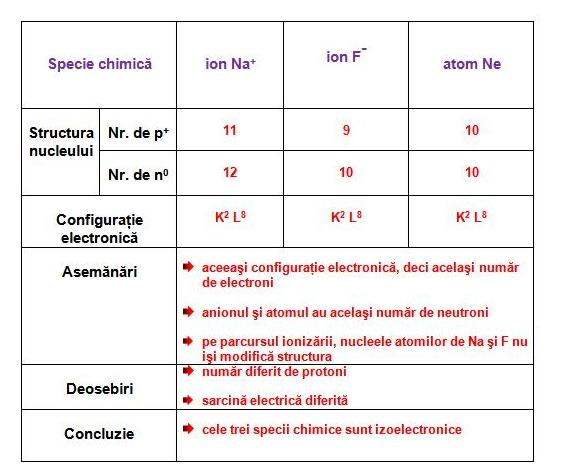 Specie chimică ion Na⁺ ion F⁻ atom Ne
Structura nucleului Nr. de p⁺ 11 9 10
Nr. de n⁰ 12 10 10
Configurație electronică K² L⁸ K² L⁸ K² L⁸
Asemănări
aceeaşi configurație electronică, deci acelaşi număr
de electroni
anionul şi atomul au acelaşi număr de neutroni
pe parcursul ionizării, nucleele atomilor de Na şi F nu
işi modifică structura
Deosebiri
număr diferit de protoni
sarcină electrică diferită
Concluzie
cele trei specii chimice sunt izoelectronice